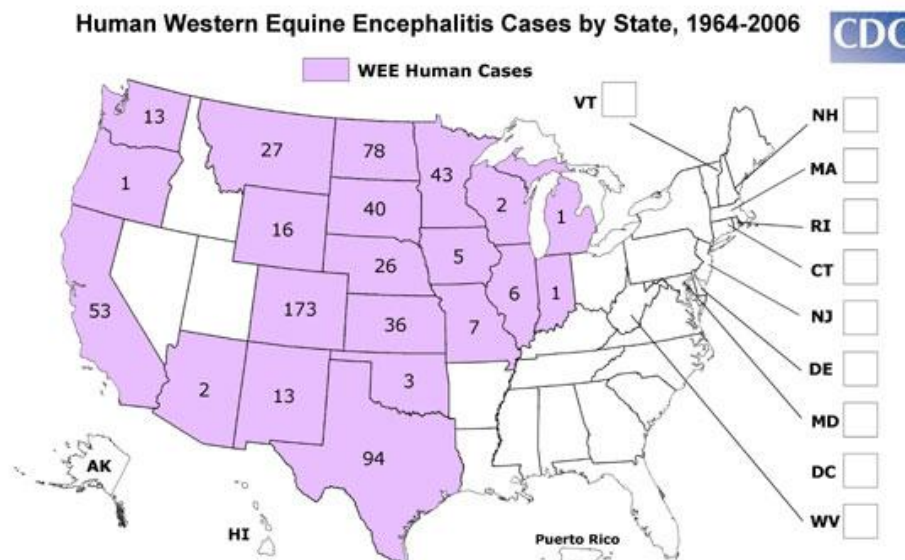 Human Western Equine Encephalitis Cases by State, 1964-2006
CDC
WEE Human Cases
VT
NH
13
27
78
43
MA
1
2
1
16
40
RI
5
CT
26
6
1
53
173
36
7
NJ
DE
2
13
3
MD
94
AK
DC
HI
Puerto Rico
WV